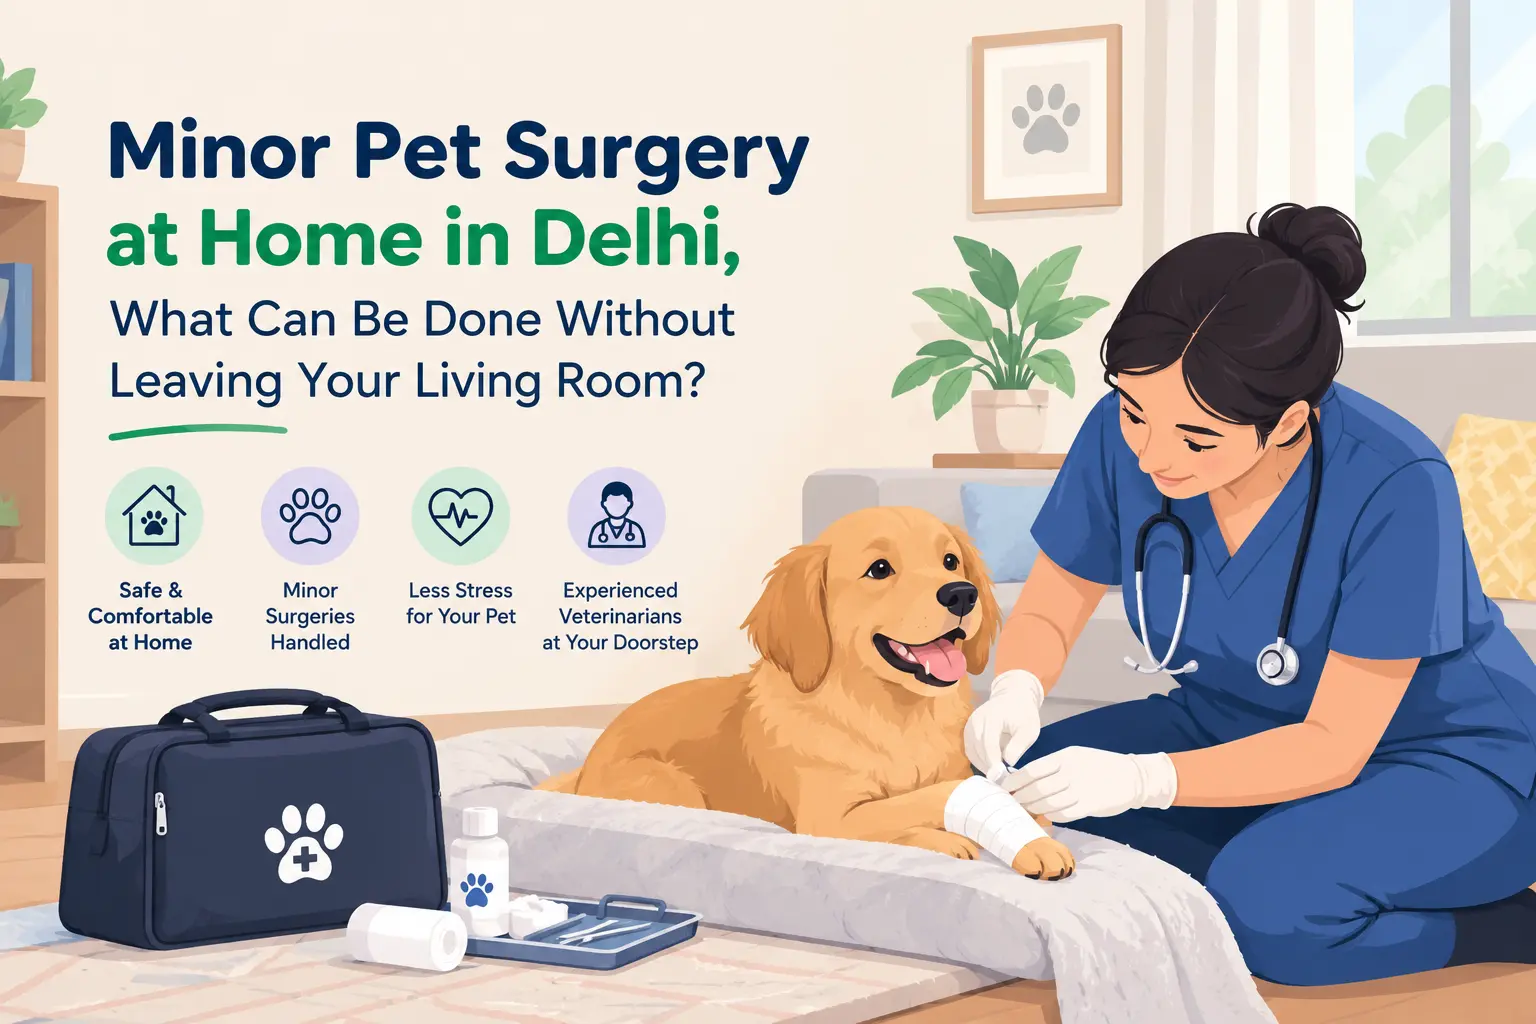 Minor Pet Surgery
at Home in Delhi,
What Can Be Done Without
Leaving Your Living Room?
Safe &
Comfortable
at Home
Minor
Surgeries
Handled
Less Stress
for Your Pet
Experienced
Veterinarians
at Your Doorstep